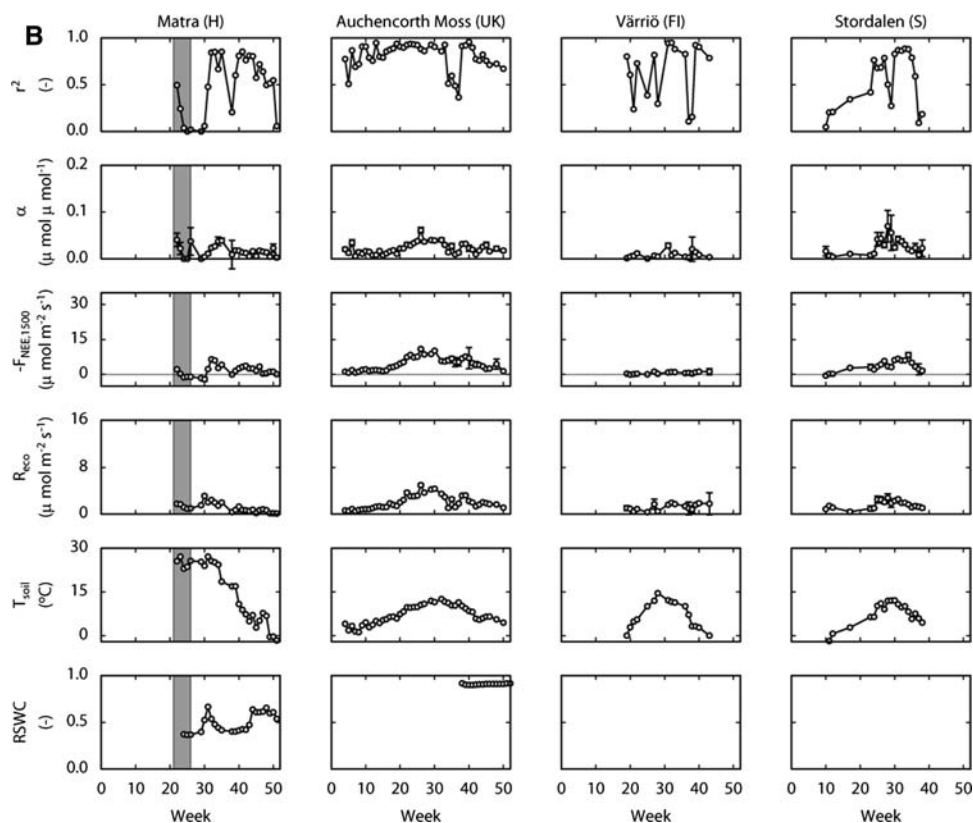 B
Matra (H) Auchencorth Moss (UK) Värriö (FI) Stordalen (S)
r² (-)
1.0
0.5
0.0
α (μ mol μ mol⁻¹)
0.2
0.1
0.0
-F_NEE,1500 (μ mol m⁻² s⁻¹)
30
15
0
R_eco (μ mol m⁻² s⁻¹)
16
8
0
T_soil (°C)
30
15
0
RSWC (-)
1.0
0.5
0.0
0 10 20 30 40 50 0 10 20 30 40 50 0 10 20 30 40 50 0 10 20 30 40 50
Week Week Week Week